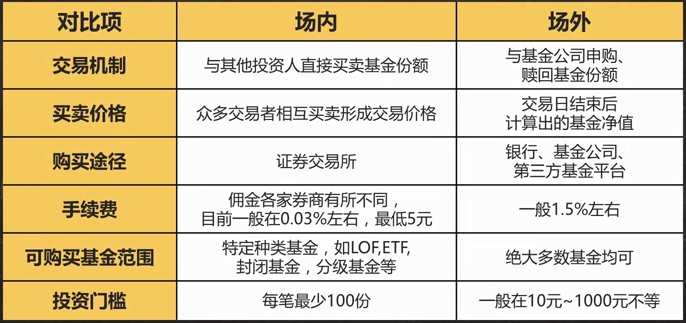 对比项
场内
场外
交易机制
与其他投资人直接买卖基金份额
与基金公司申购、
赎回基金份额
买卖价格
众多交易者相互买卖形成交易价格
交易日结束后
计算出的基金净值
购买途径
证券交易所
银行、基金公司、
第三方基金平台
手续费
佣金各家券商有所不同，
目前一般在0.03%左右，最低5元
一般1.5%左右
可购买基金范围
特定种类基金，如LOF,ETF,
封闭基金，分级基金等
绝大多数基金均可
投资门槛
每笔最少100份
一般在10元~1000元不等